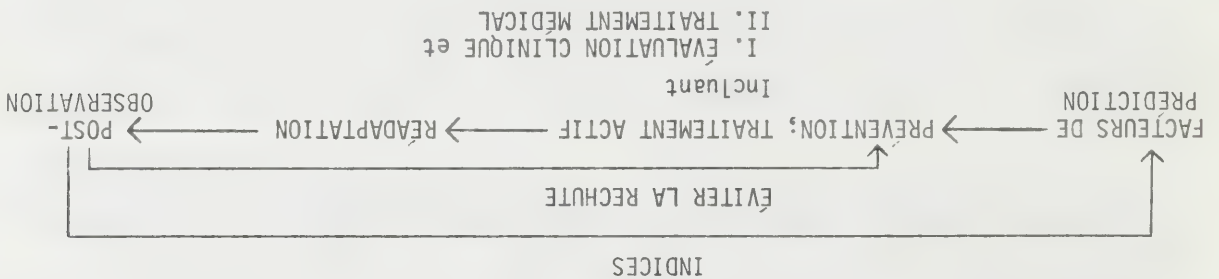 INDICES
ÉVITER LA RECHUTE
FACTEURS DE PRÉVENTION; TRAITEMENT ACTIF RÉADAPTATION POST-
PRÉDICTION OBSERVATION
Incluant
I. ÉVALUATION CLINIQUE et
II. TRAITEMENT MÉDICAL